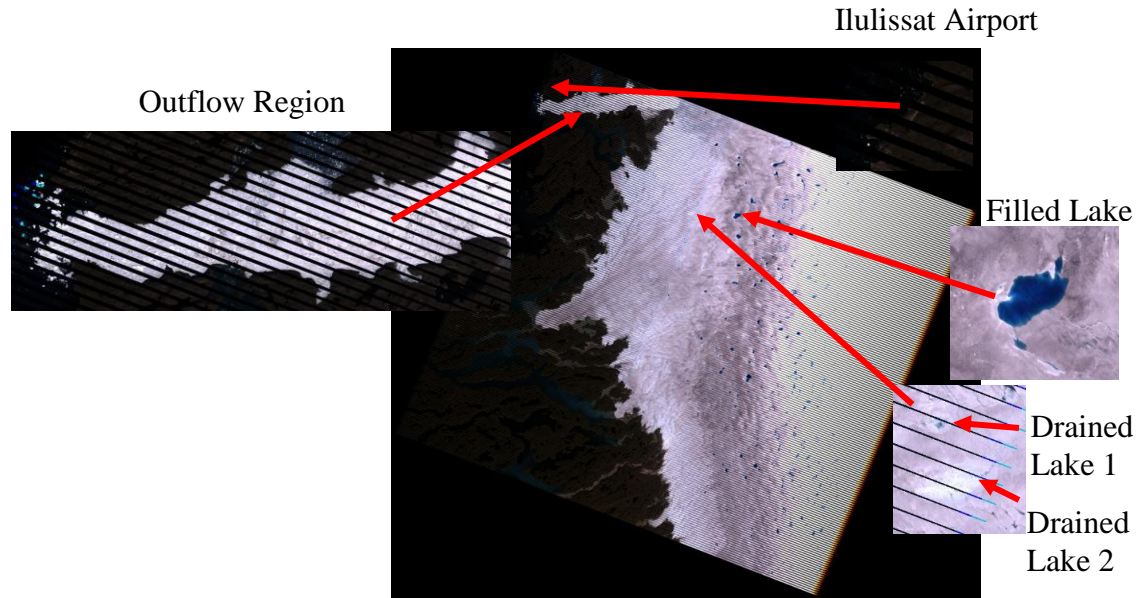 Ilulissat Airport
Outflow Region
Filled Lake
Drained
Lake 1
Drained
Lake 2